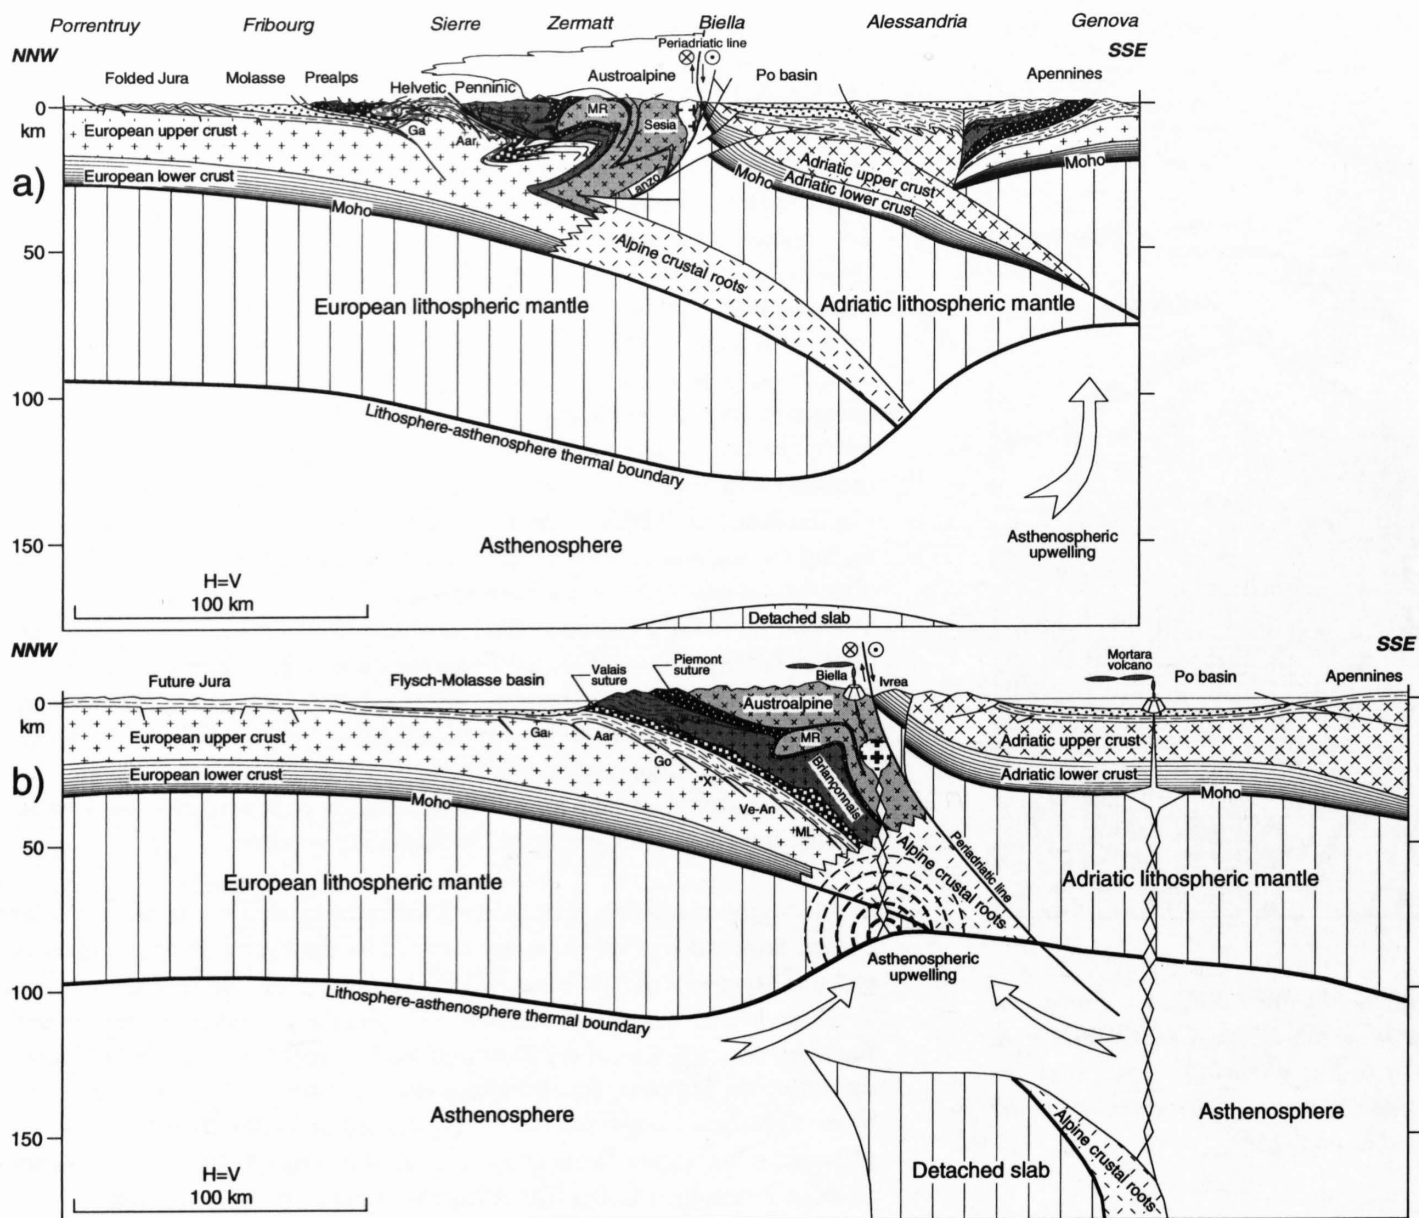 Porrentruy Fribourg Sierre Zermatt Biella Alessandria Genova
NNW
SSE
Periadriatic line
Folded Jura Molasse Prealps Helvetic Penninic Austroalpine Po basin Apennines
0
km
a)
European upper crust
European lower crust
Moho
Ga
Aar
MR
Sesia
Lanzo
Moho
Adriatic upper crust
Adriatic lower crust
Moho
50
Alpine crustal roots
European lithospheric mantle
Adriatic lithospheric mantle
100
Lithosphere-asthenosphere thermal boundary
150
Asthenosphere
Asthenospheric
upwelling
H=V
100 km
Detached slab
NNW
SSE
Future Jura
Flysch-Molasse basin
Valais
suture
Piemont
suture
Biella
Ivrea
Mortara
volcano
Po basin
Apennines
0
km
b)
Austroalpine
European upper crust
European lower crust
Moho
Ga
Aar
Go
"X"
Ve-An
ML
MR
Briançonnais
Adriatic upper crust
Adriatic lower crust
Moho
50
Alpine crustal roots
Periadriatic line
European lithospheric mantle
Adriatic lithospheric mantle
Asthenospheric
upwelling
100
Lithosphere-asthenosphere thermal boundary
Asthenosphere
Asthenosphere
150
Alpine crustal roots
Detached slab
H=V
100 km